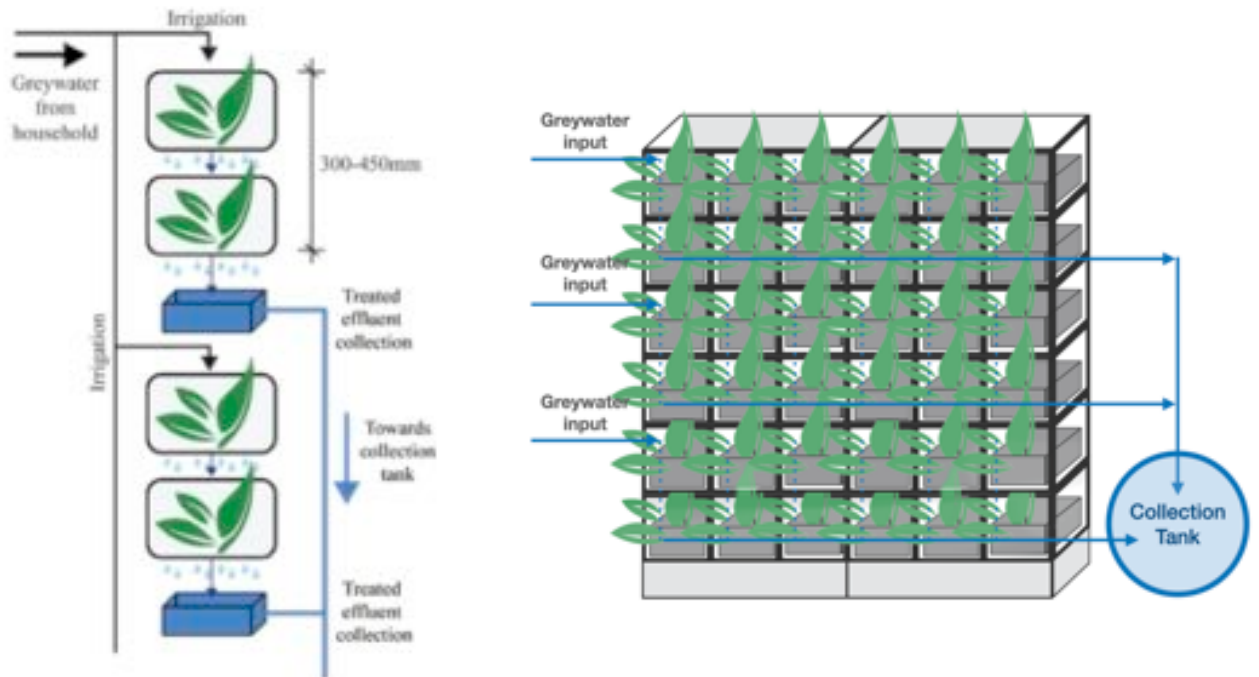 Irrigation
Greywater
from
household
300-450mm
Treated
effluent
collection
Irrigation
Towards
collection
tank
Treated
effluent
collection
Greywater
input
Greywater
input
Greywater
input
Collection
Tank